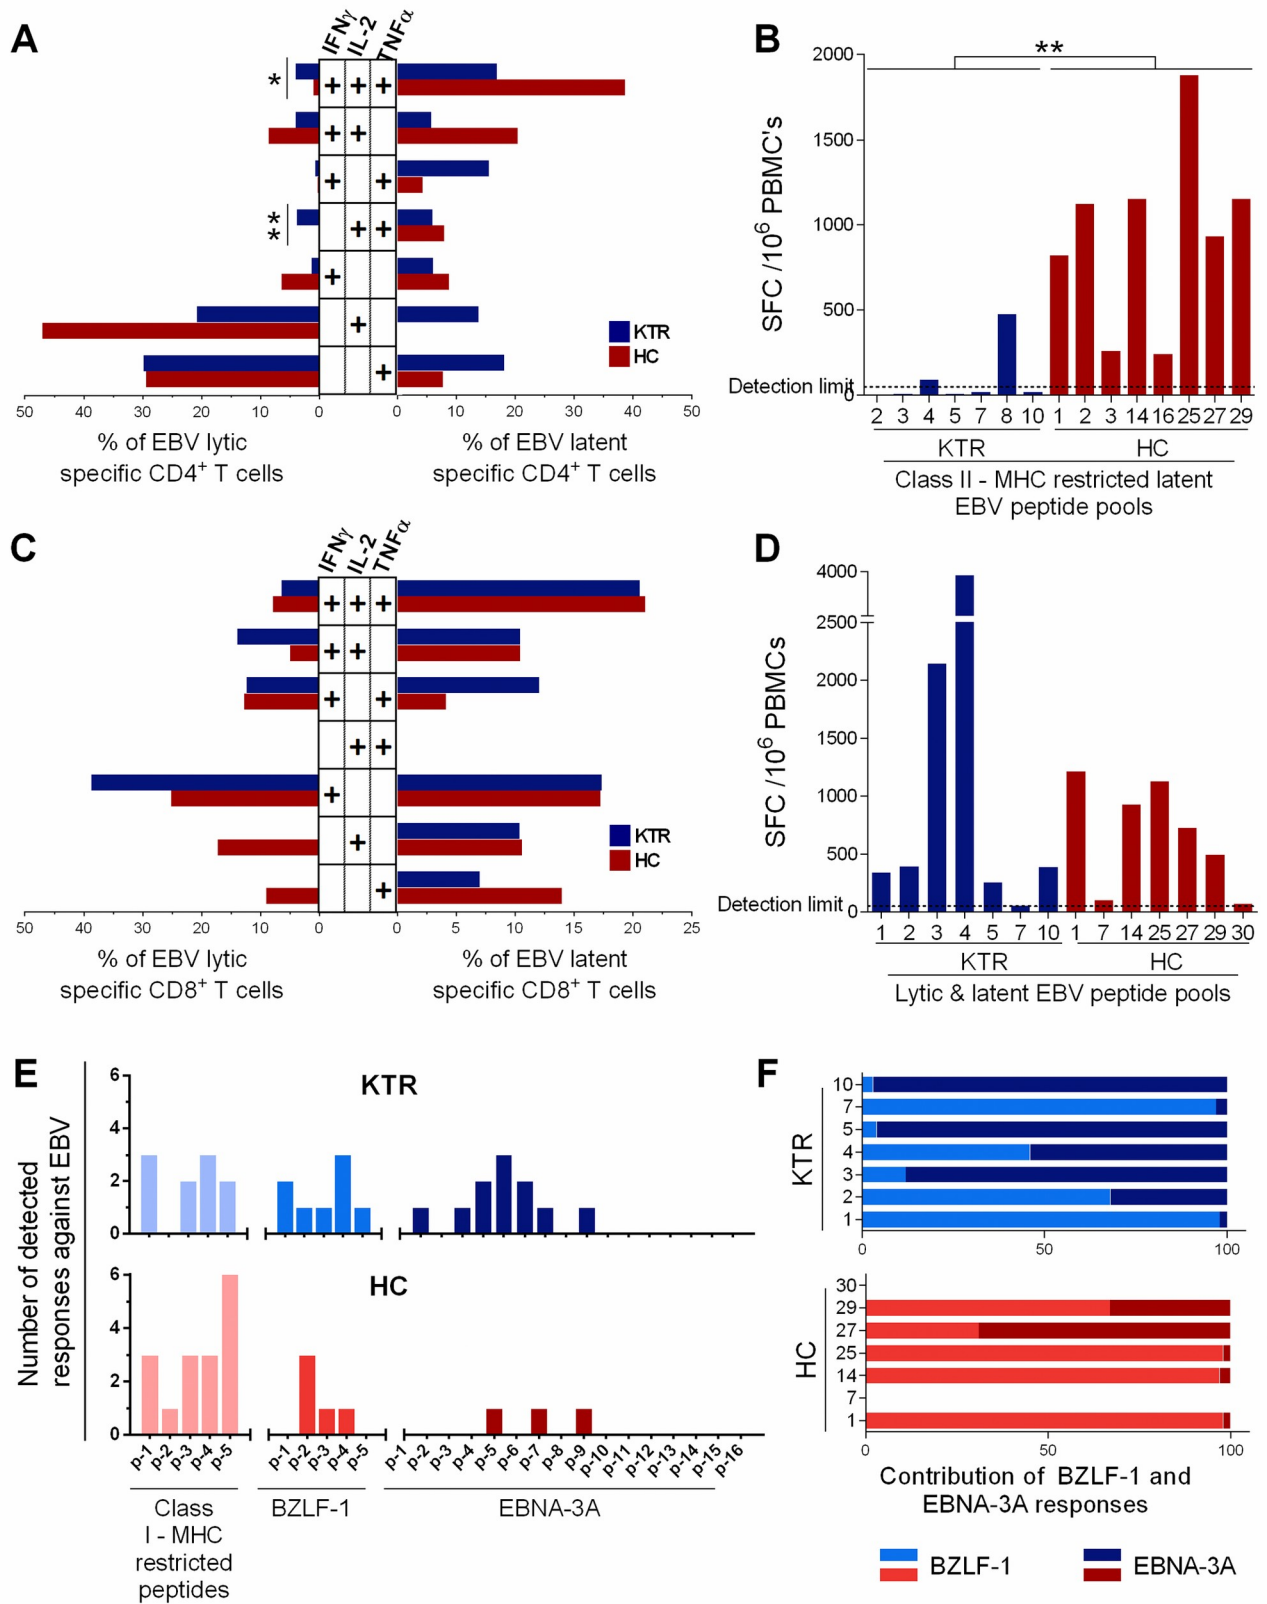 A
IFNγ
IL-2
TNFα
*
+ + +
+ +
+ +
**
+ +
+
+
+
KTR
HC
50 40 30 20 10 0 0 10 20 30 40 50
% of EBV lytic
specific CD4+ T cells
% of EBV latent
specific CD4+ T cells
B
**
2000
1500
1000
500
0
SFC /10^6 PBMC's
Detection limit
2 3 4 5 7 8 10 1 2 3 14 16 25 27 29
KTR HC
Class II - MHC restricted latent
EBV peptide pools
C
IFNγ
IL-2
TNFα
+ + +
+ +
+ +
+ +
+
+
+
KTR
HC
50 40 30 20 10 0 0 5 10 15 20 25
% of EBV lytic
specific CD8+ T cells
% of EBV latent
specific CD8+ T cells
D
4000
2500
2000
1500
1000
500
0
SFC /10^6 PBMCs
Detection limit
1 2 3 4 5 7 10 1 7 14 25 27 29 30
KTR HC
Lytic & latent EBV peptide pools
E
Number of detected
responses against EBV
KTR
6
4
2
0
HC
6
4
2
0
p-1 p-2 p-3 p-4 p-5
p-1 p-2 p-3 p-4 p-5
p-1 p-2 p-3 p-4 p-5 p-6 p-7 p-8 p-9 p-10 p-11 p-12 p-13 p-14 p-15 p-16
Class
I - MHC
restricted
peptides
BZLF-1
EBNA-3A
F
KTR
10
7
5
4
3
2
1
0 50 100
HC
30
29
27
25
14
7
1
0 50 100
Contribution of BZLF-1 and
EBNA-3A responses
BZLF-1
EBNA-3A